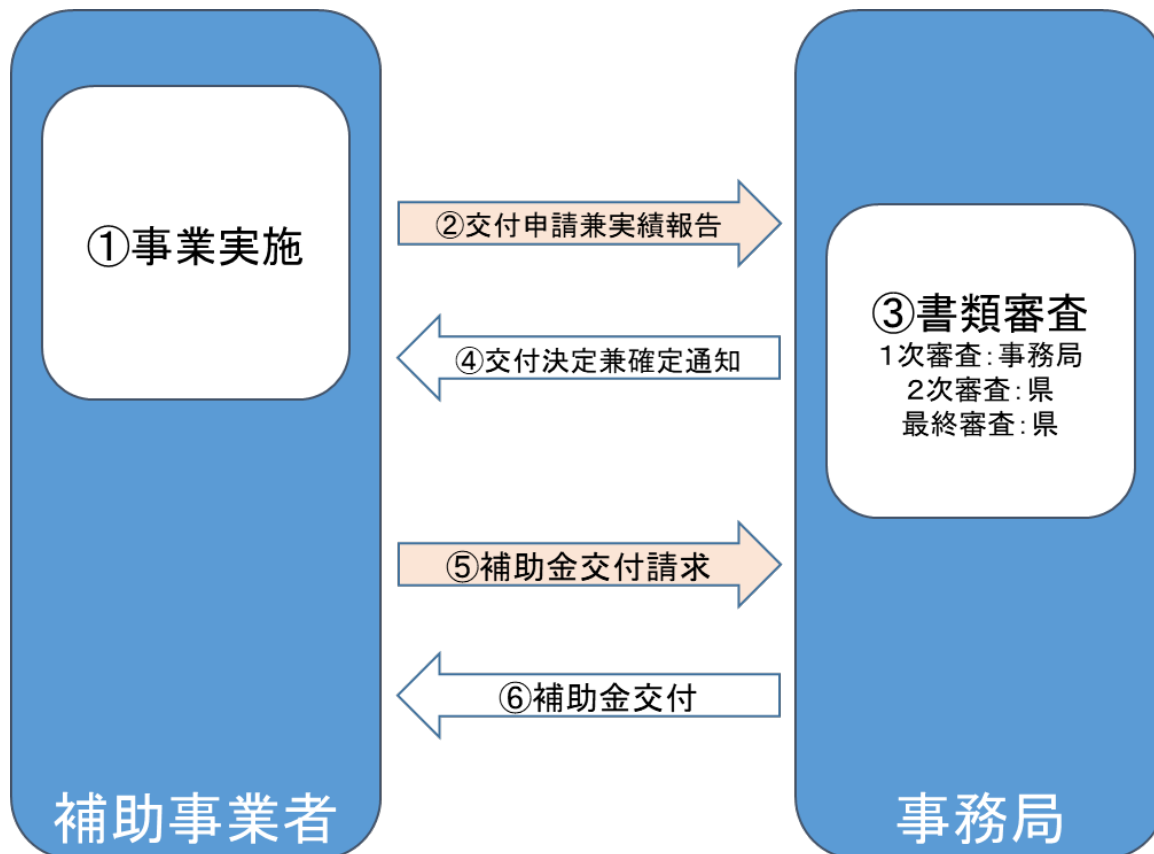 ①事業実施
②交付申請兼実績報告
③書類審査
1次審査:事務局
2次審査:県
最終審査:県
④交付決定兼確定通知
⑤補助金交付請求
⑥補助金交付
補助事業者
事務局